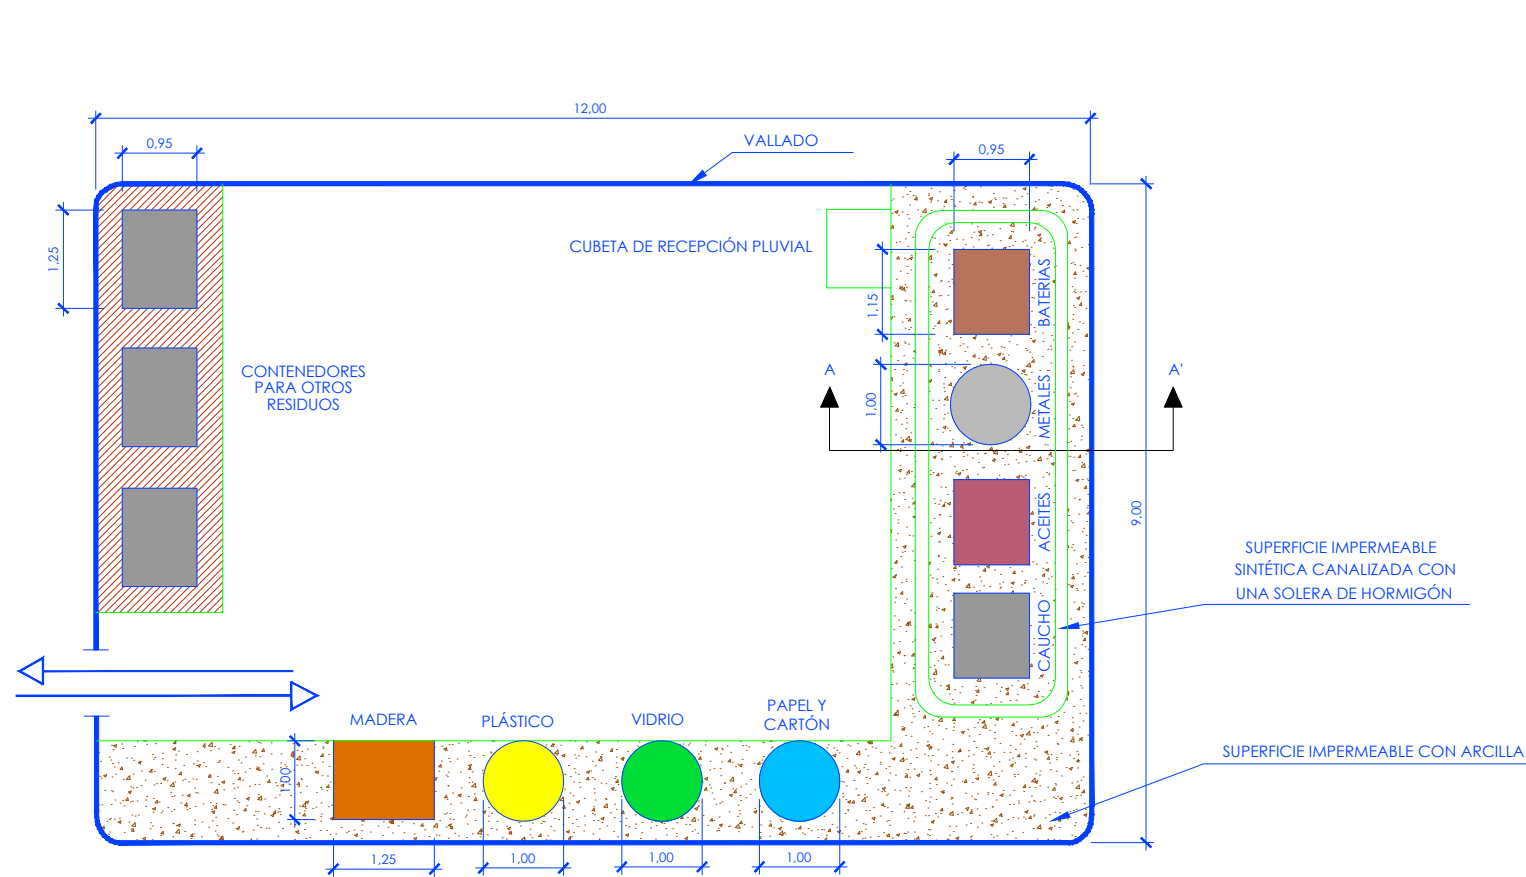 12,00
0,95
VALLADO
0,95
1,25
CUBETA DE RECEPCIÓN PLUVIAL
1,15
BATERÍAS
CONTENEDORES
PARA OTROS
RESIDUOS
A
A'
1,00
METALES
9,00
ACEITES
SUPERFICIE IMPERMEABLE
SINTÉTICA CANALIZADA CON
UNA SOLERA DE HORMIGÓN
CAUCHO
MADERA
PLÁSTICO
VIDRIO
PAPEL Y
CARTÓN
SUPERFICIE IMPERMEABLE CON ARCILLA
1,00
1,25
1,00
1,00
1,00